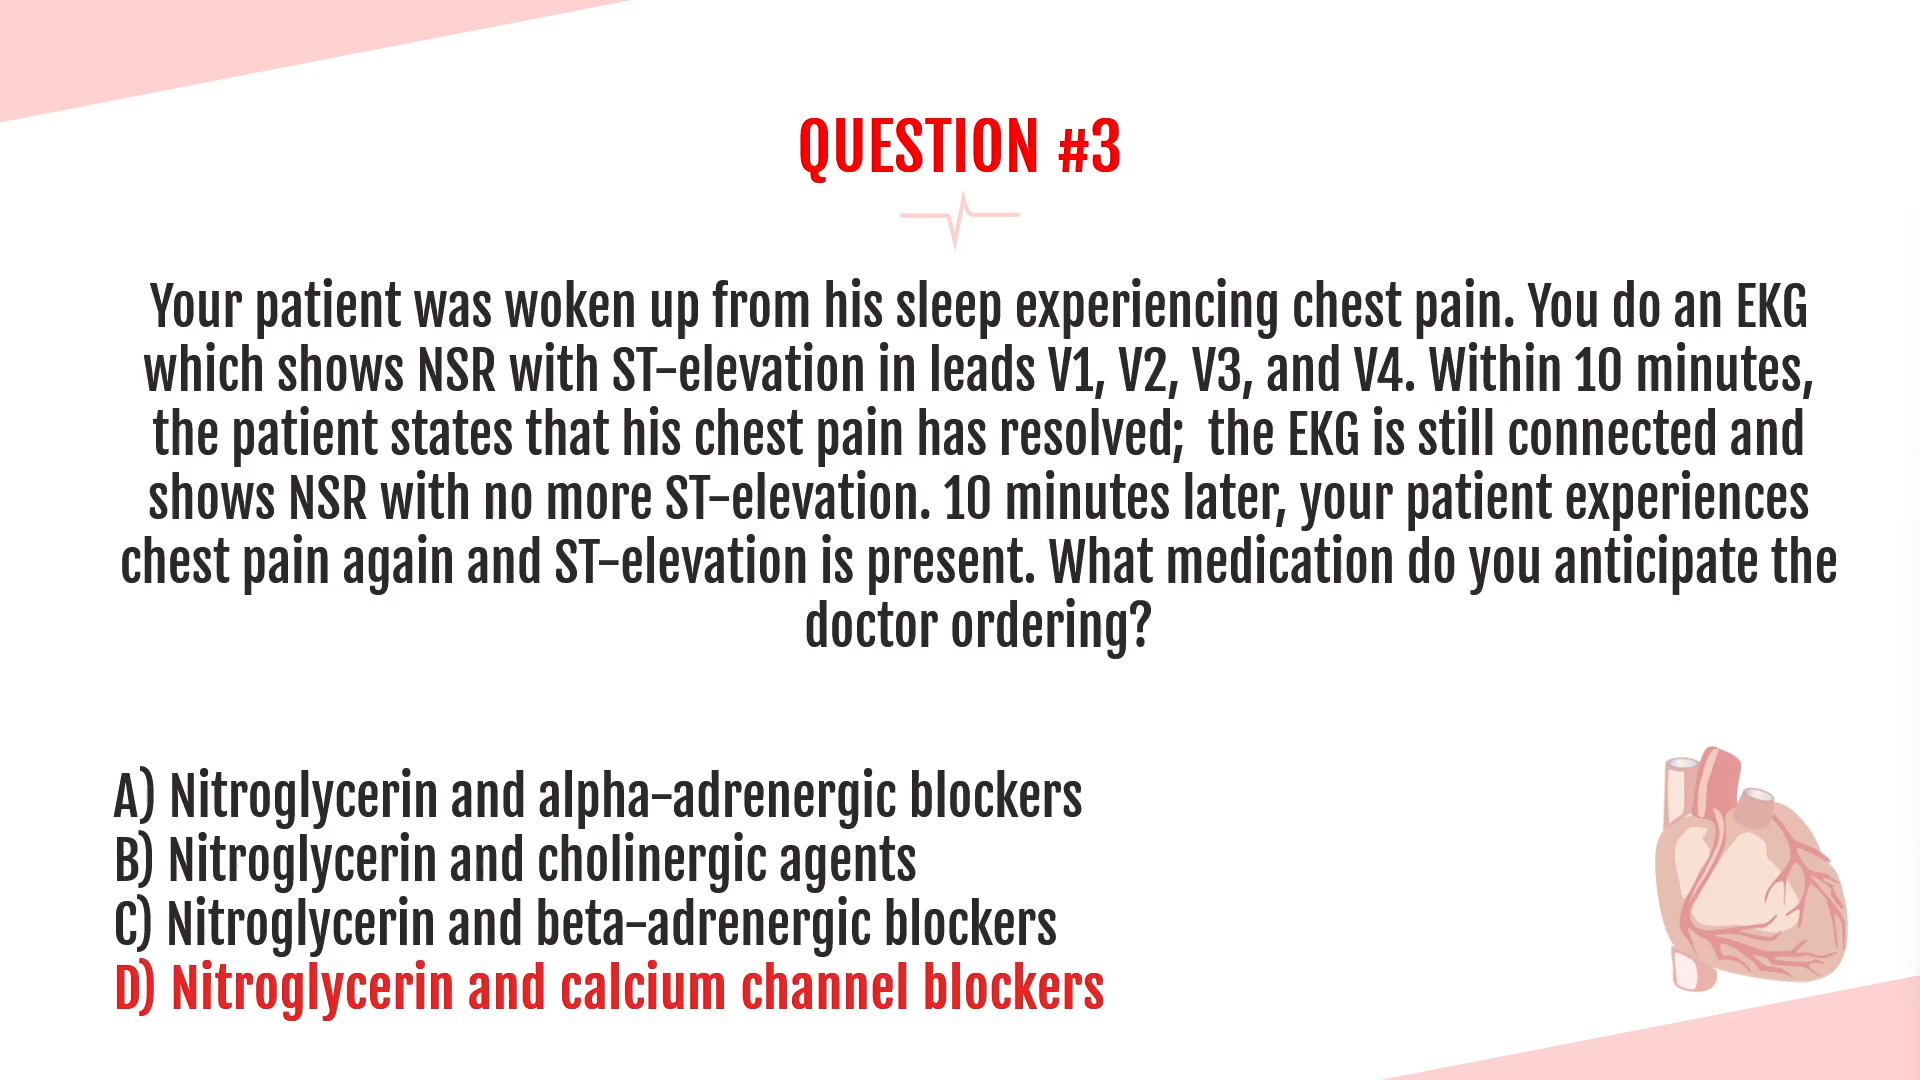 QUESTION #3
Your patient was woken up from his sleep experiencing chest pain. You do an EKG
which shows NSR with ST-elevation in leads V1, V2, V3, and V4. Within 10 minutes,
the patient states that his chest pain has resolved;  the EKG is still connected and
shows NSR with no more ST-elevation. 10 minutes later, your patient experiences
chest pain again and ST-elevation is present. What medication do you anticipate the
doctor ordering?
A) Nitroglycerin and alpha-adrenergic blockers
B) Nitroglycerin and cholinergic agents
C) Nitroglycerin and beta-adrenergic blockers
D) Nitroglycerin and calcium channel blockers